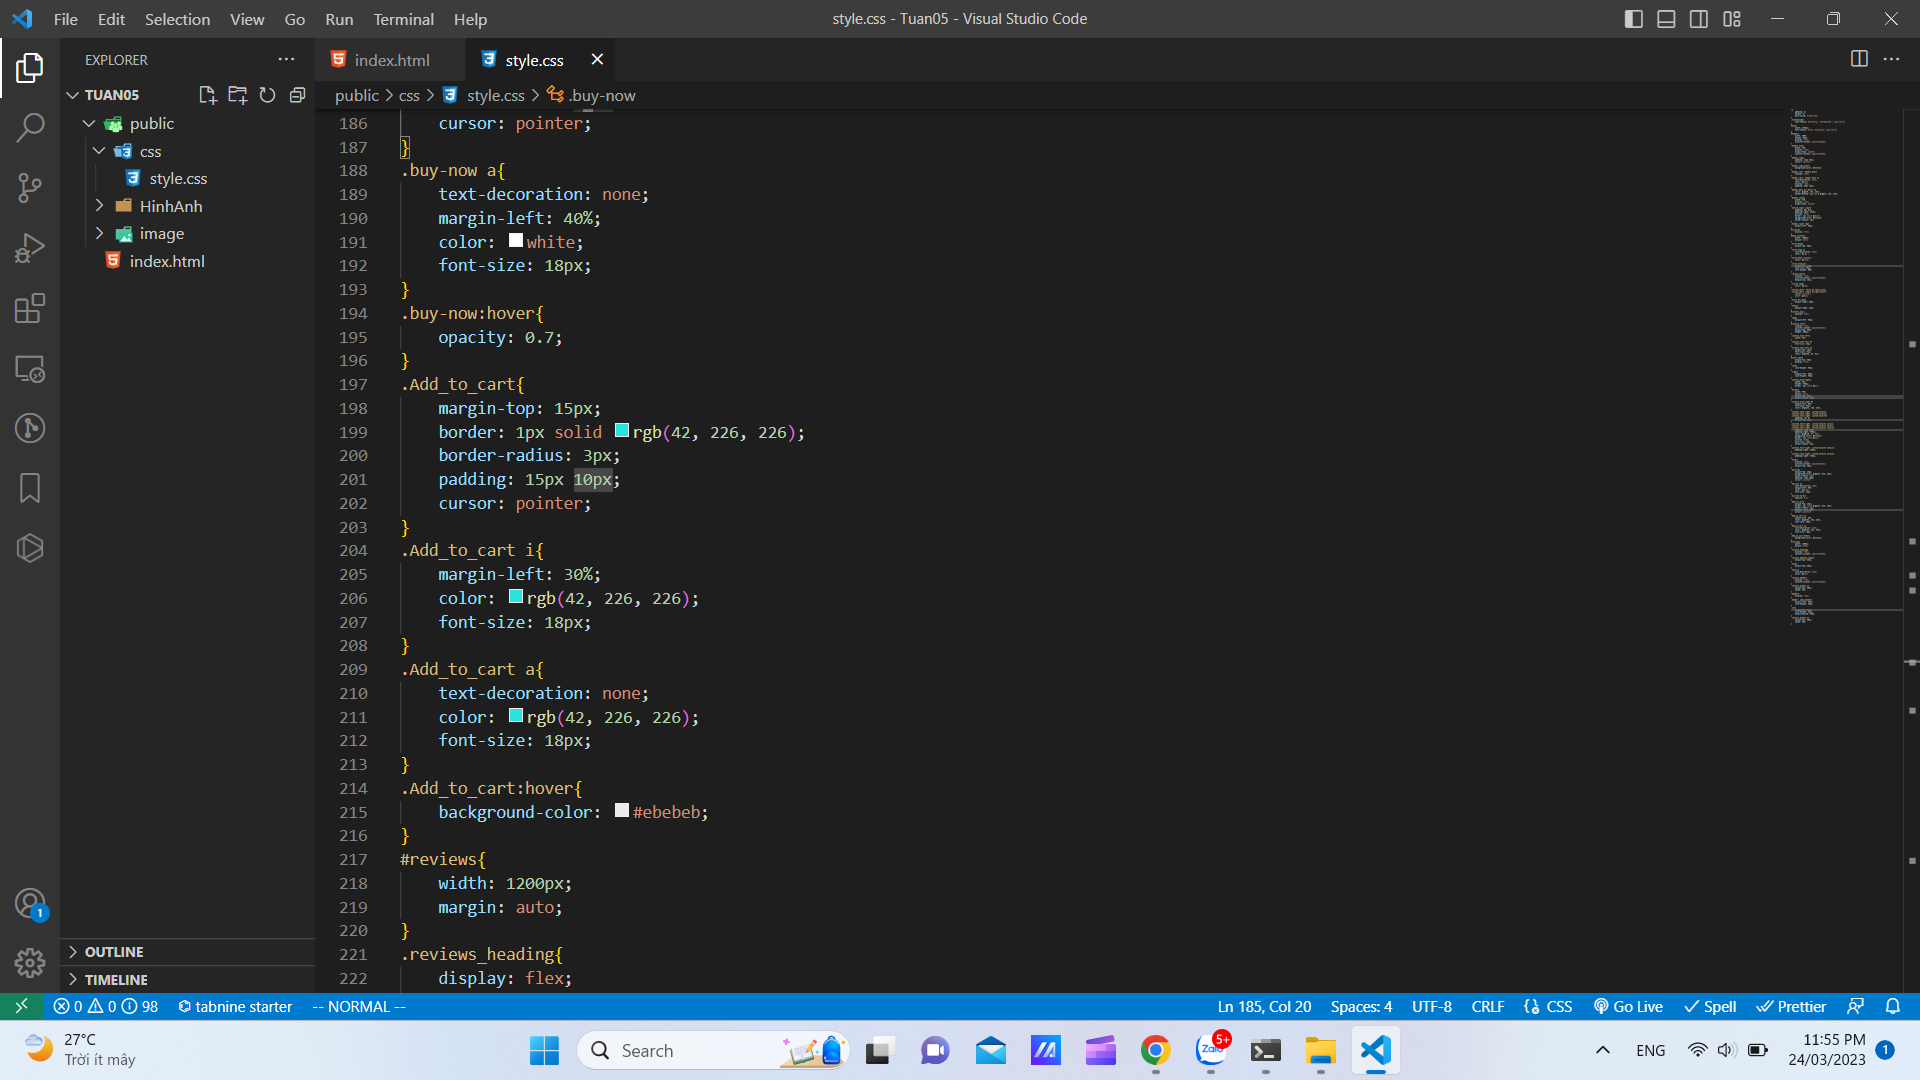 File Edit Selection View Go Run Terminal Help
style.css - Tuan05 - Visual Studio Code
EXPLORER
index.html
style.css
TUAN05
public > css > style.css > .buy-now
public
css
style.css
HinhAnh
image
index.html
186 cursor: pointer;
187 }
188 .buy-now a{
189 text-decoration: none;
190 margin-left: 40%;
191 color: white;
192 font-size: 18px;
193 }
194 .buy-now:hover{
195 opacity: 0.7;
196 }
197 .Add_to_cart{
198 margin-top: 15px;
199 border: 1px solid rgb(42, 226, 226);
200 border-radius: 3px;
201 padding: 15px 10px;
202 cursor: pointer;
203 }
204 .Add_to_cart i{
205 margin-left: 30%;
206 color: rgb(42, 226, 226);
207 font-size: 18px;
208 }
209 .Add_to_cart a{
210 text-decoration: none;
211 color: rgb(42, 226, 226);
212 font-size: 18px;
213 }
214 .Add_to_cart:hover{
215 background-color: #ebebeb;
216 }
217 #reviews{
218 width: 1200px;
219 margin: auto;
220 }
221 .reviews_heading{
222 display: flex;
1
OUTLINE
TIMELINE
0 0 98 tabnine starter -- NORMAL --
Ln 185, Col 20 Spaces: 4 UTF-8 CRLF CSS Go Live Spell Prettier
27°C
Trời ít mây
Search
Zalo
5+
ENG
11:55 PM
24/03/2023
1